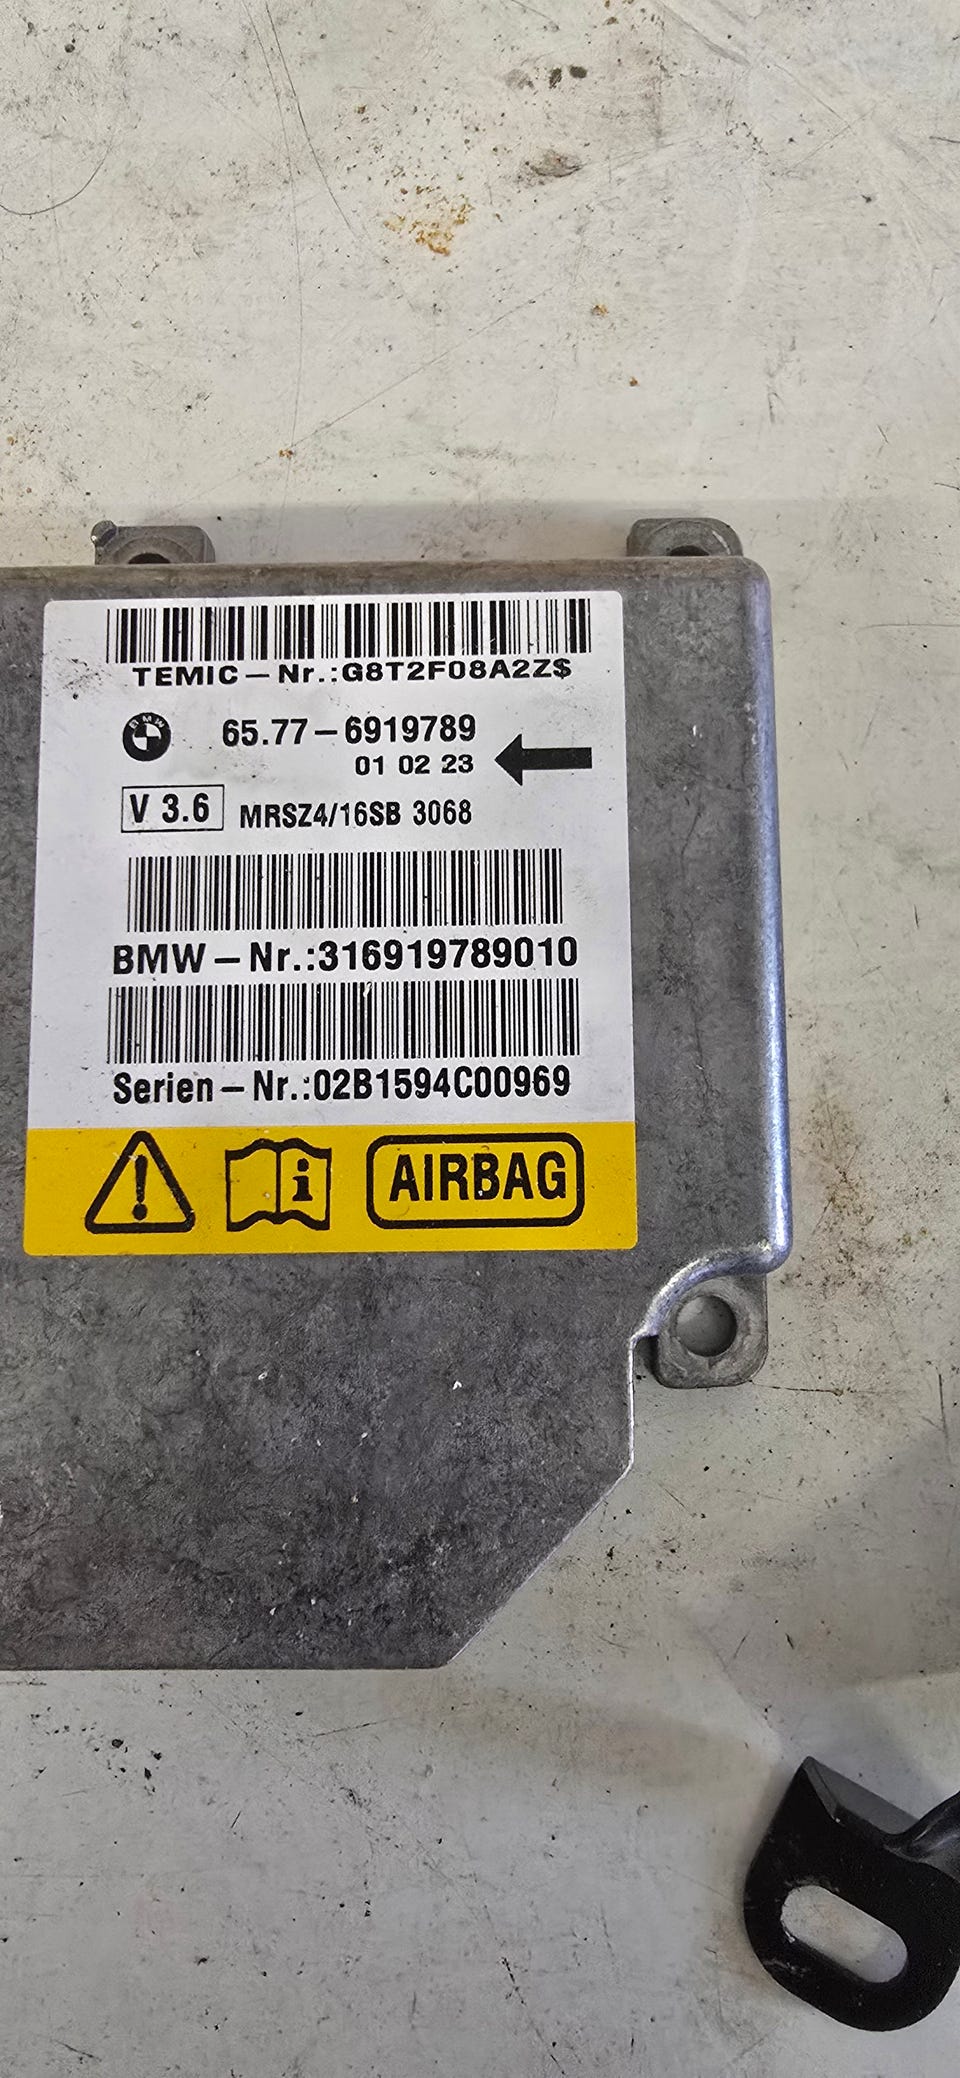 TEMIC-Nr.:G8T2F08A2Z$
BMW
65.77-6919789
01 02 23
V 3.6 MRSZ4/16SB 3068
BMW-Nr.:316919789010
Serien-Nr.:02B1594C00969
i AIRBAG